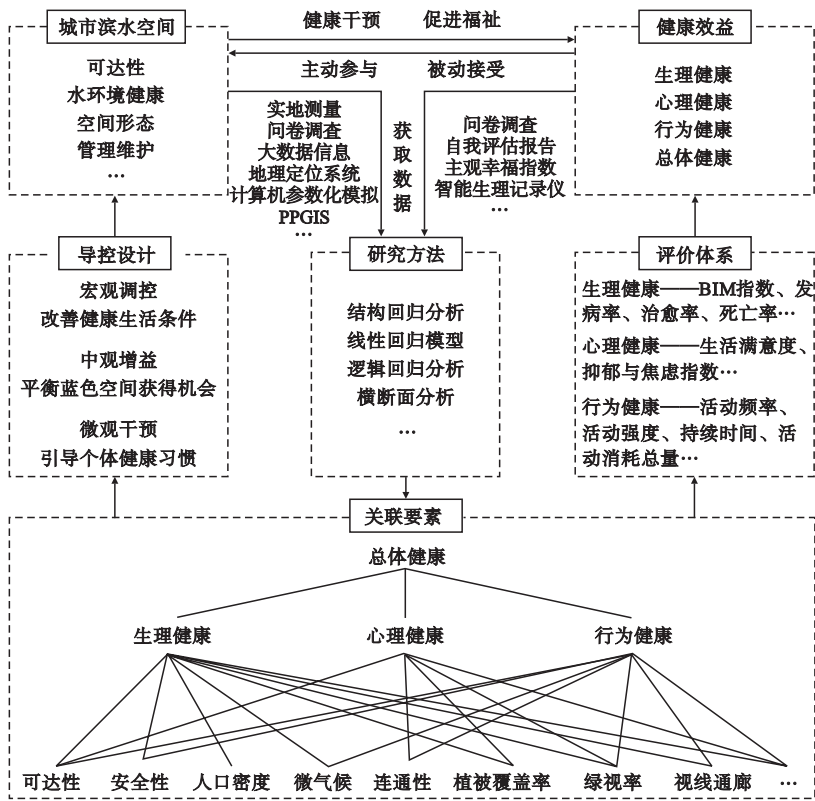 城市滨水空间
可达性
水环境健康
空间形态
管理维护
…
健康干预 促进福祉
主动参与 被动接受
实地测量
问卷调查
大数据信息
地理定位系统
计算机参数化模拟
PPGIS
…
获取数据
问卷调查
自我评估报告
主观幸福指数
智能生理记录仪
…
健康效益
生理健康
心理健康
行为健康
总体健康
导控设计
宏观调控
改善健康生活条件
中观增益
平衡蓝色空间获得机会
微观干预
引导个体健康习惯
研究方法
结构回归分析
线性回归模型
逻辑回归分析
横断面分析
…
评价体系
生理健康——BIM指数、发
病率、治愈率、死亡率…
心理健康——生活满意度、
抑郁与焦虑指数…
行为健康——活动频率、
活动强度、持续时间、活
动消耗总量…
关联要素
总体健康
生理健康 心理健康 行为健康
可达性 安全性 人口密度 微气候 连通性 植被覆盖率 绿视率 视线通廊 …